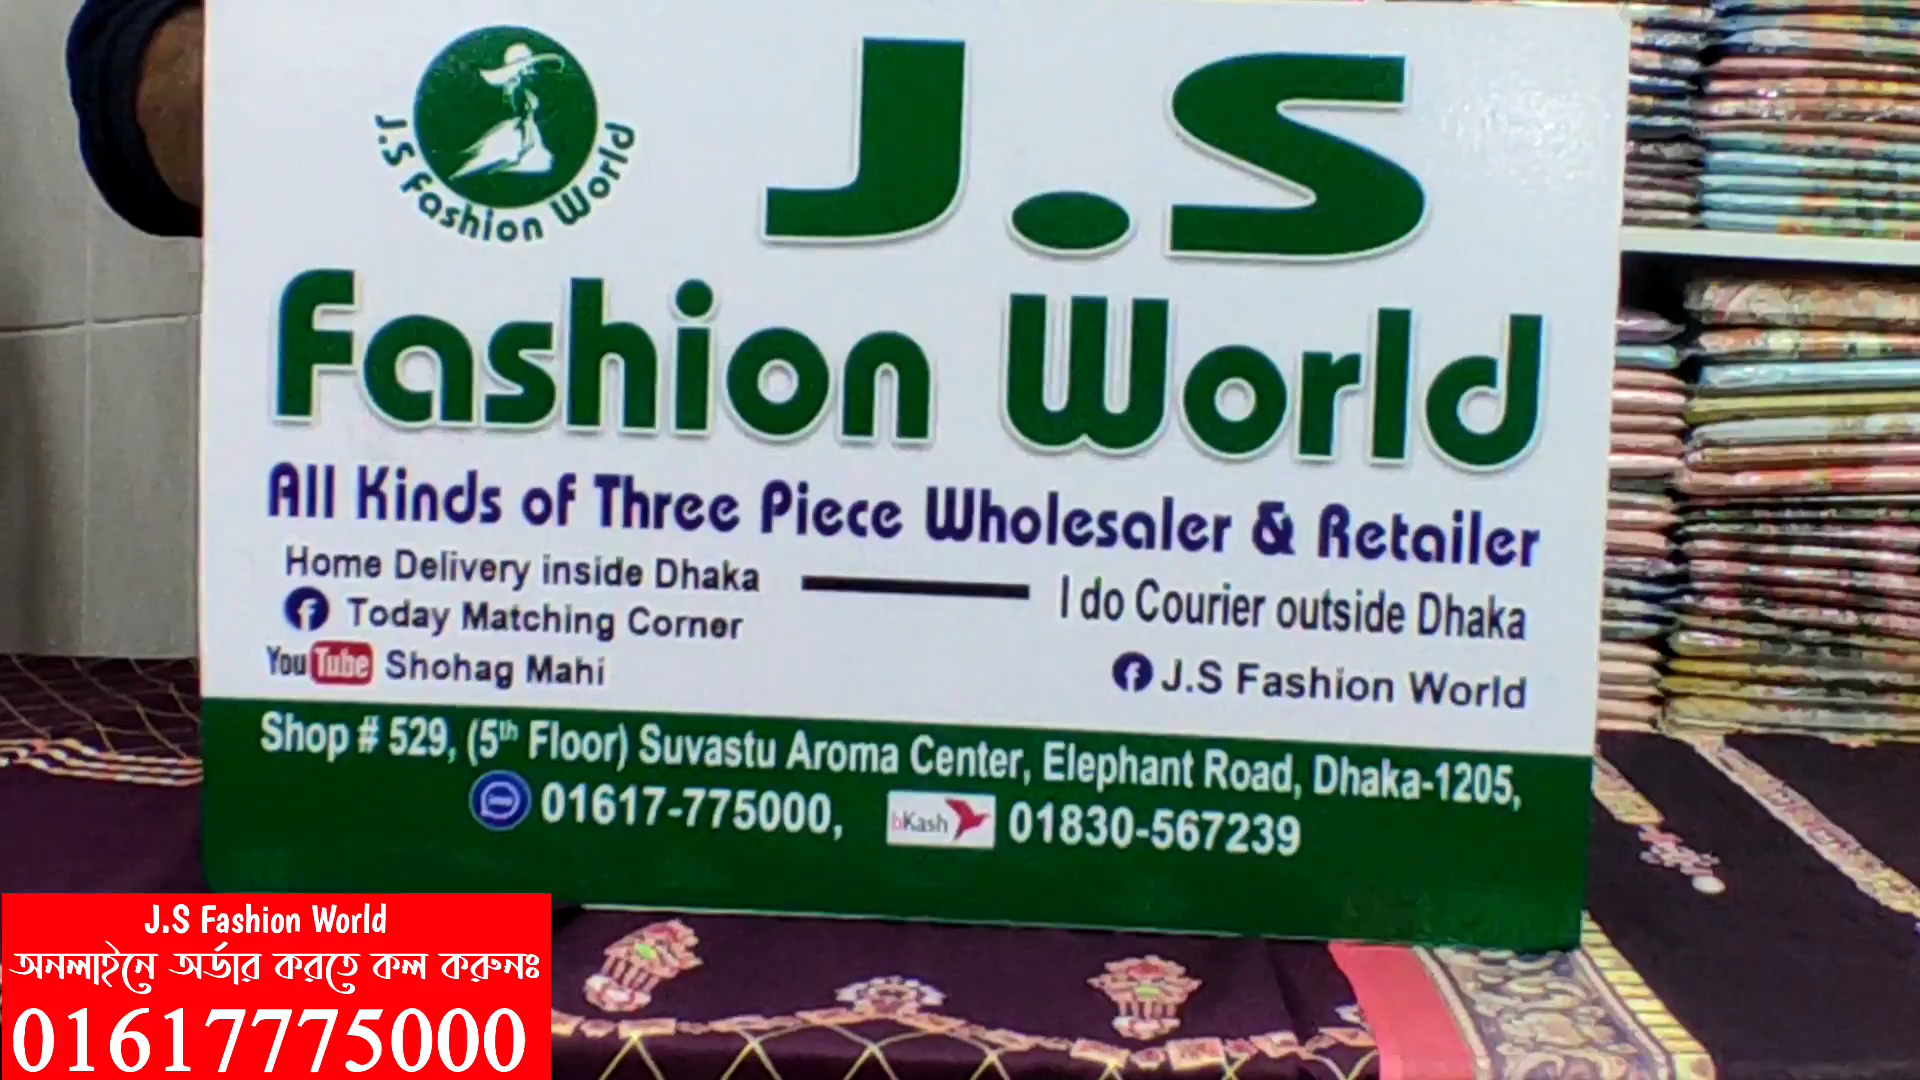 J.S Fashion World
J.S
Fashion World
All Kinds of Three Piece Wholesaler & Retailer
Home Delivery inside Dhaka
I do Courier outside Dhaka
Today Matching Corner
YouTube Shohag Mahi
J.S Fashion World
Shop # 529, (5th Floor) Suvastu Aroma Center, Elephant Road, Dhaka-1205,
01617-775000, bKash 01830-567239
J.S Fashion World
অনলাইনে অর্ডার করতে কল করুনঃ
01617775000